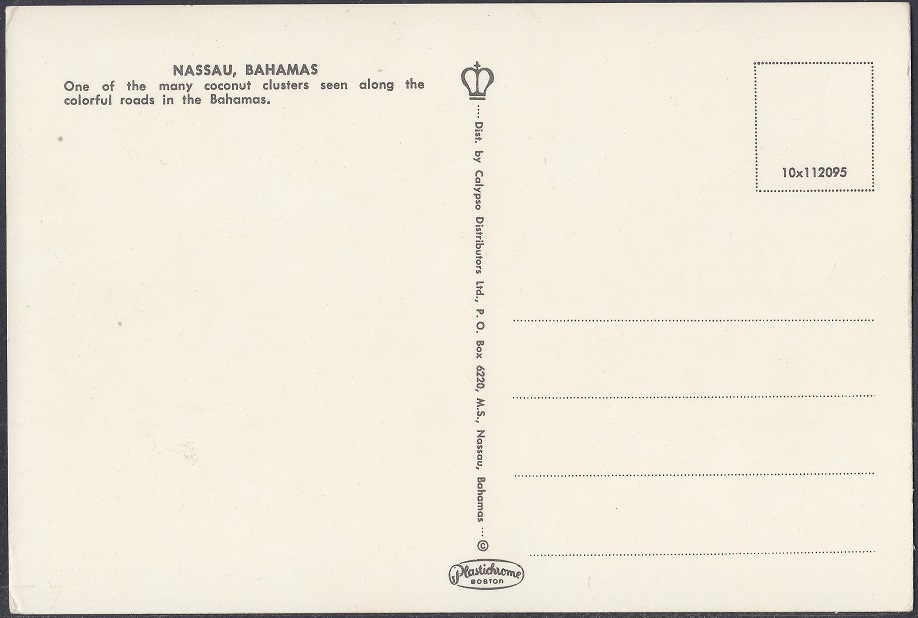 NASSAU, BAHAMAS
One of the many coconut clusters seen along the
colorful roads in the Bahamas.
.... Dist. by Calypso Distributors Ltd., P. O. Box 6220, M.S., Nassau, Bahamas ... ©
Plastichrome
BOSTON
10x112095